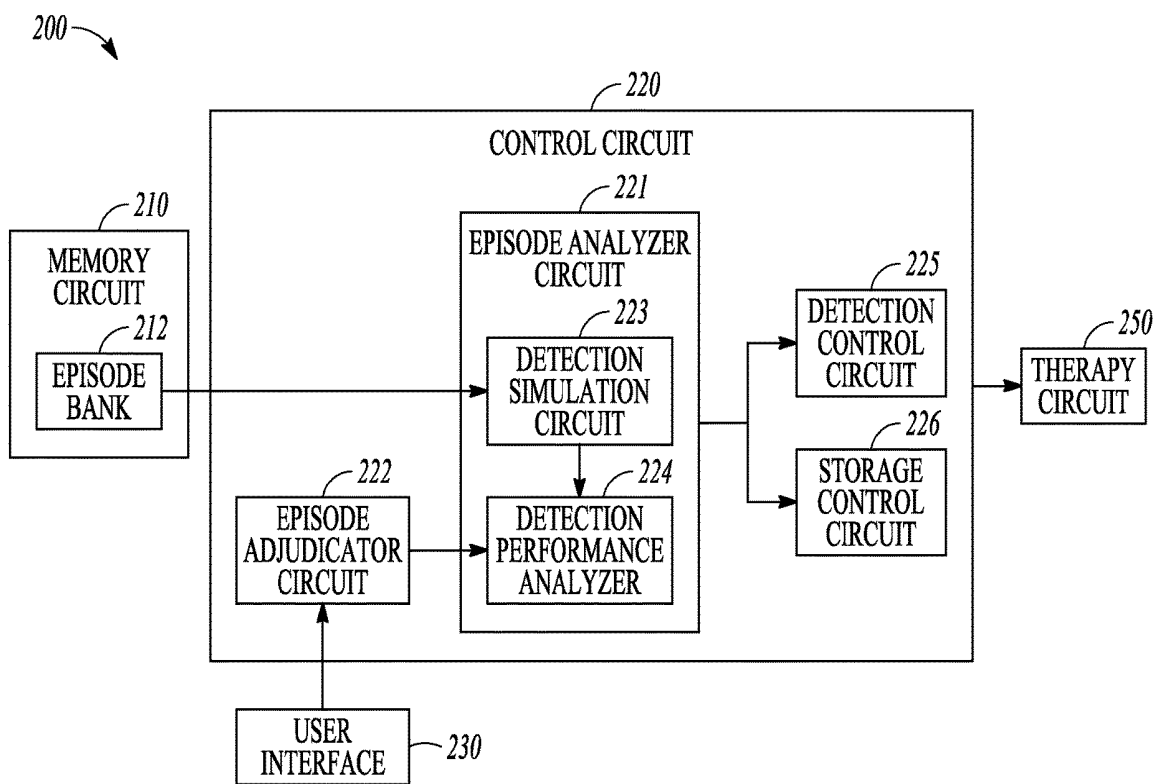 200
220
CONTROL CIRCUIT
210
MEMORY
CIRCUIT
212
EPISODE
BANK
221
EPISODE ANALYZER
CIRCUIT
223
DETECTION
SIMULATION
CIRCUIT
222
EPISODE
ADJUDICATOR
CIRCUIT
224
DETECTION
PERFORMANCE
ANALYZER
225
DETECTION
CONTROL
CIRCUIT
226
STORAGE
CONTROL
CIRCUIT
250
THERAPY
CIRCUIT
USER
INTERFACE
230